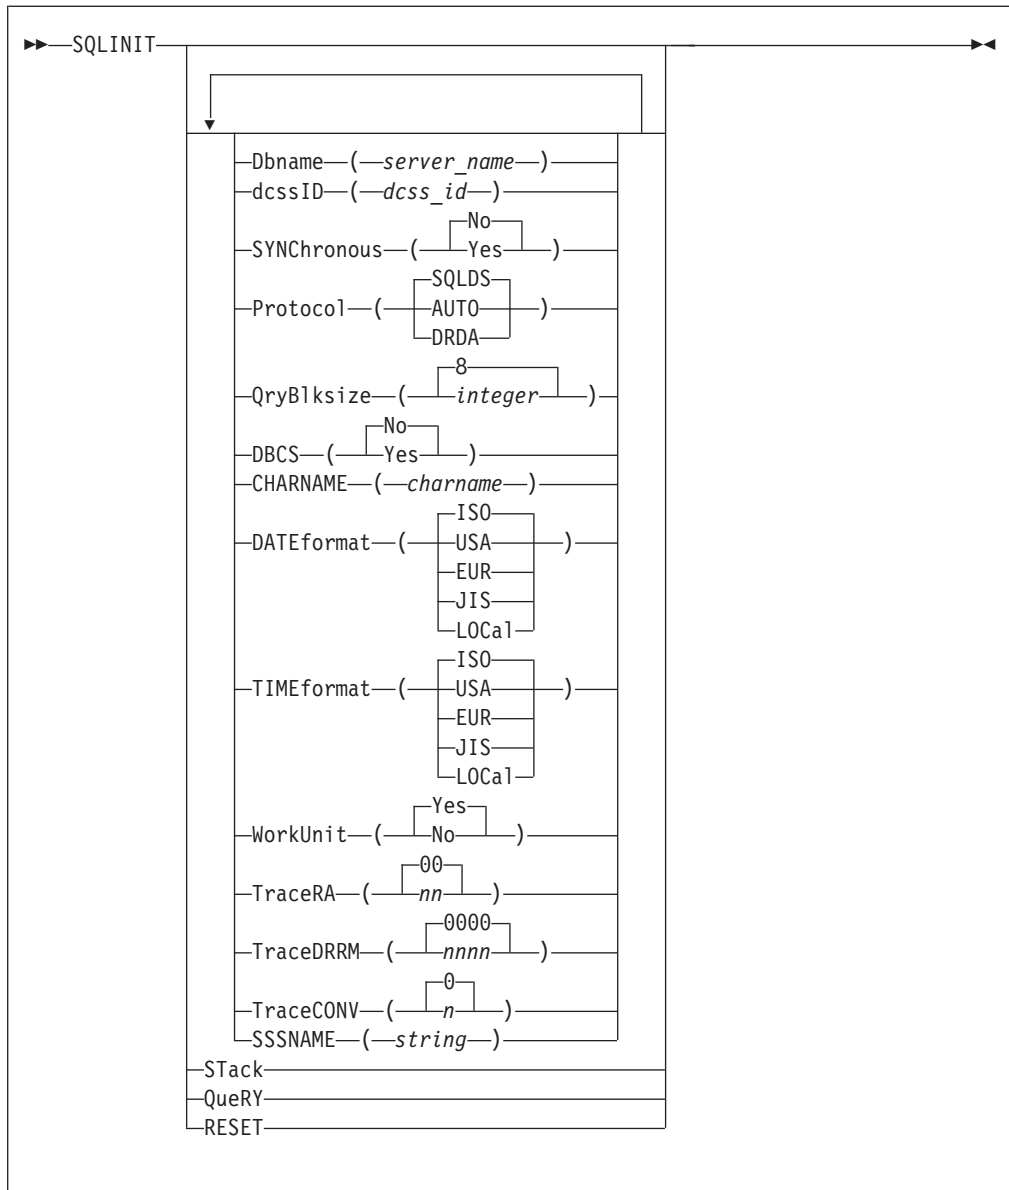 SQLINIT
Dbname ( server_name )
dcssID ( dcss_id )
No
SYNChronous ( Yes )
SQLDS
Protocol ( AUTO )
DRDA
8
QryBlksize ( integer )
No
DBCS ( Yes )
CHARNAME ( charname )
ISO
DATEformat ( USA )
EUR
JIS
LOCal
ISO
TIMEformat ( USA )
EUR
JIS
LOCal
Yes
WorkUnit ( No )
00
TraceRA ( nn )
0000
TraceDRRM ( nnnn )
0
TraceCONV ( n )
SSSNAME ( string )
STack
QueRY
RESET